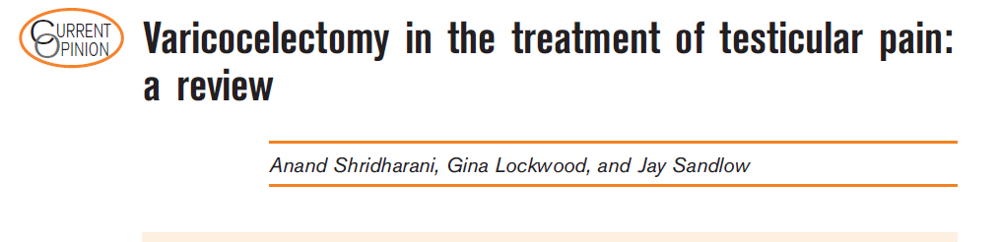 CURRENT
OPINION
Varicocelectomy in the treatment of testicular pain:
a review
Anand Shridharani, Gina Lockwood, and Jay Sandlow